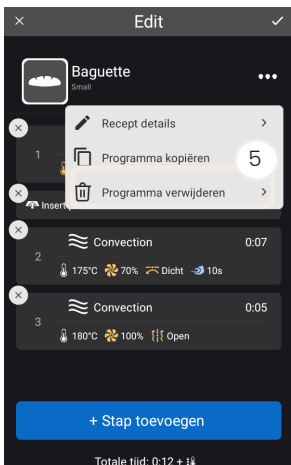 Edit
Baguette
Small
Recept details
1
Programma kopiëren
5
Programma verwijderen
Insert
Convection 0:07
2
175°C 70% Dicht 10s
Convection 0:05
3
180°C 100% Open
+ Stap toevoegen
Totale tijd: 0:12 +